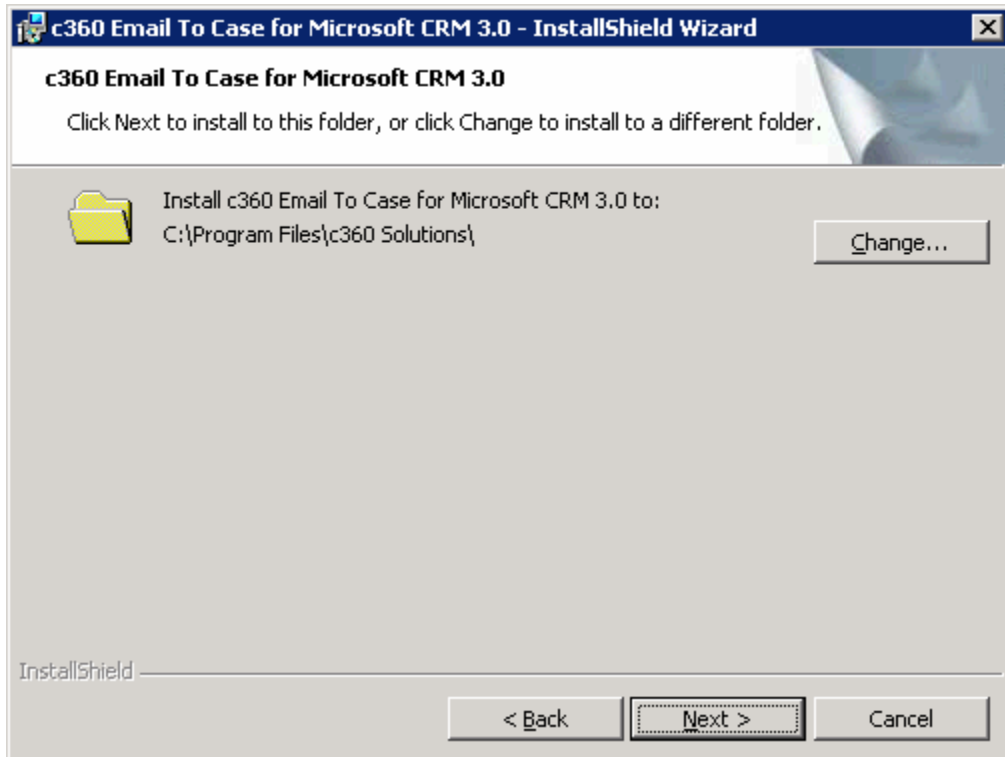 c360 Email To Case for Microsoft CRM 3.0 - InstallShield Wizard
c360 Email To Case for Microsoft CRM 3.0
Click Next to install to this folder, or click Change to install to a different folder.
Install c360 Email To Case for Microsoft CRM 3.0 to:
C:\Program Files\c360 Solutions\
Change...
InstallShield
< Back
Next >
Cancel